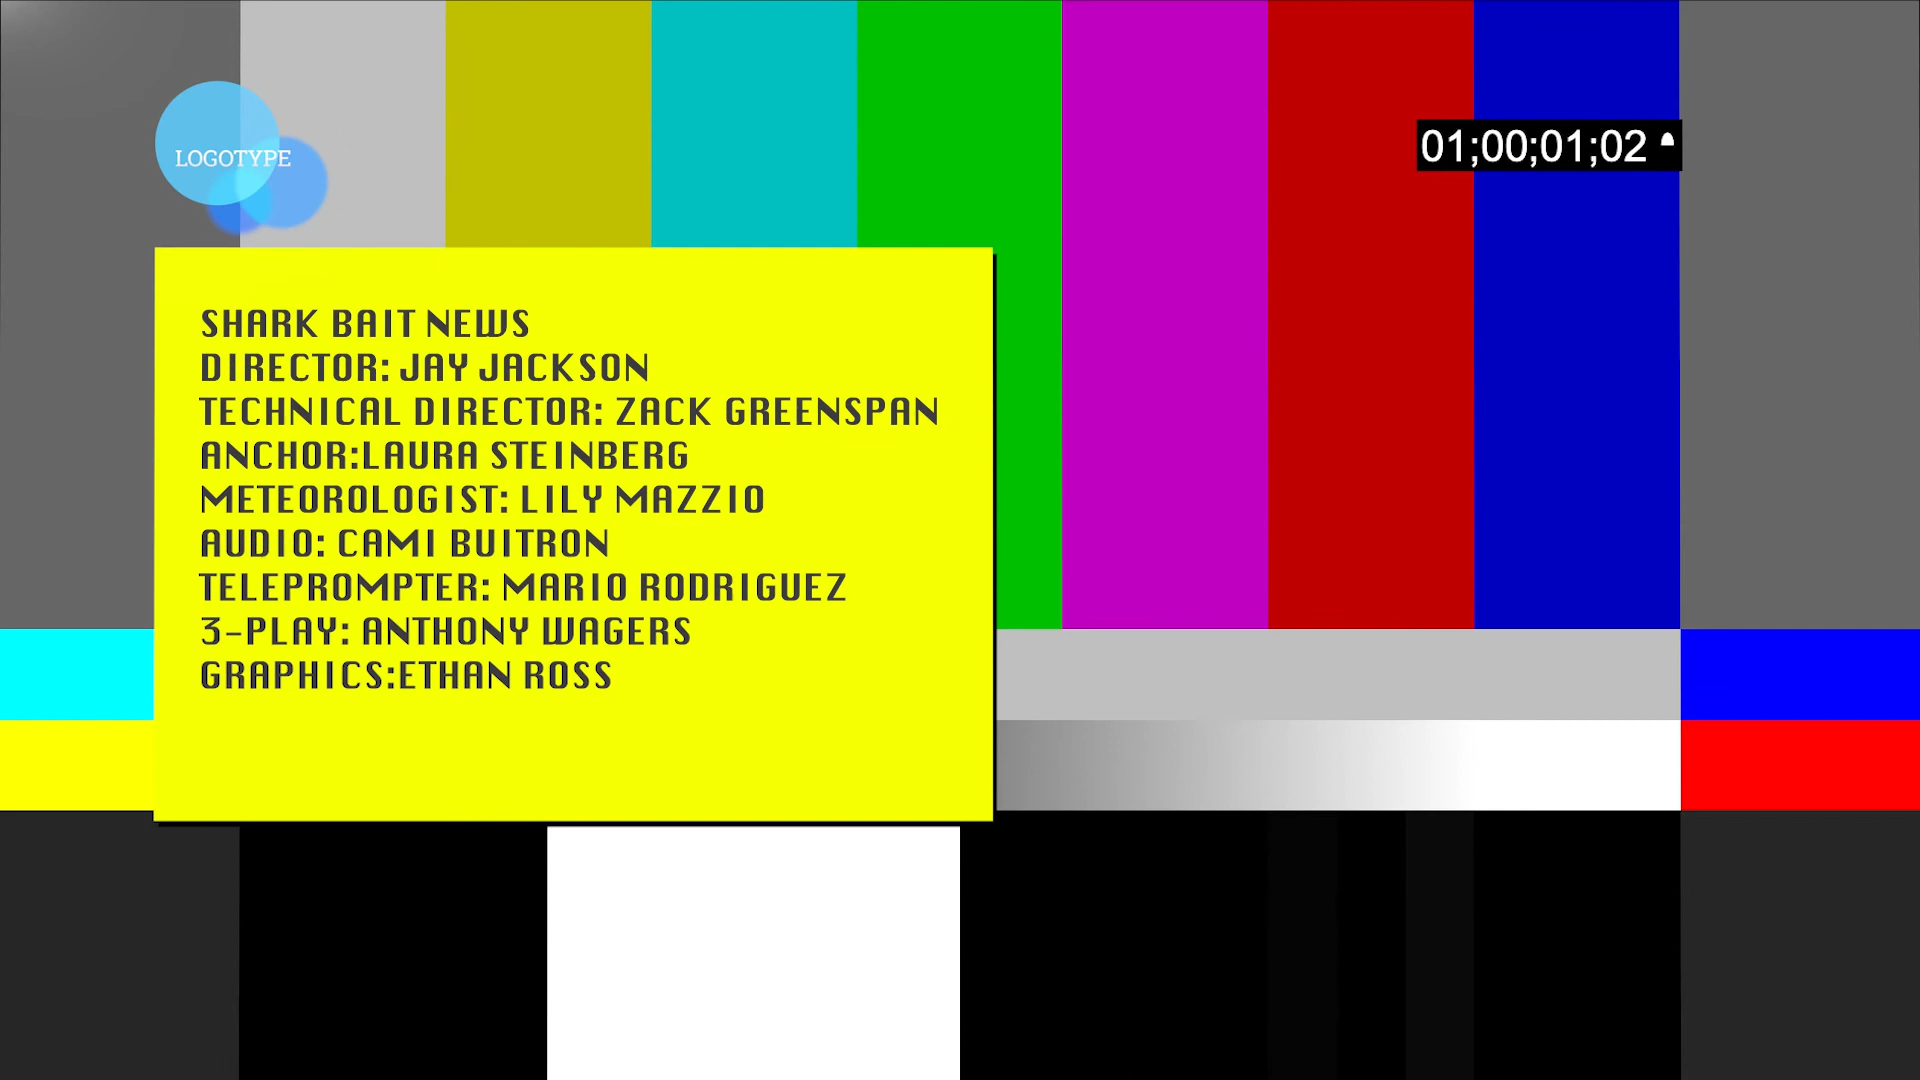 LOGOTYPE
01;00;01;02
SHARK BAIT NEWS
DIRECTOR: JAY JACKSON
TECHNICAL DIRECTOR: ZACK GREENSPAN
ANCHOR:LAURA STEINBERG
METEOROLOGIST: LILY MAZZIO
AUDIO: CAMI BUITRON
TELEPROMPTER: MARIO RODRIGUEZ
3-PLAY: ANTHONY WAGERS
GRAPHICS:ETHAN ROSS